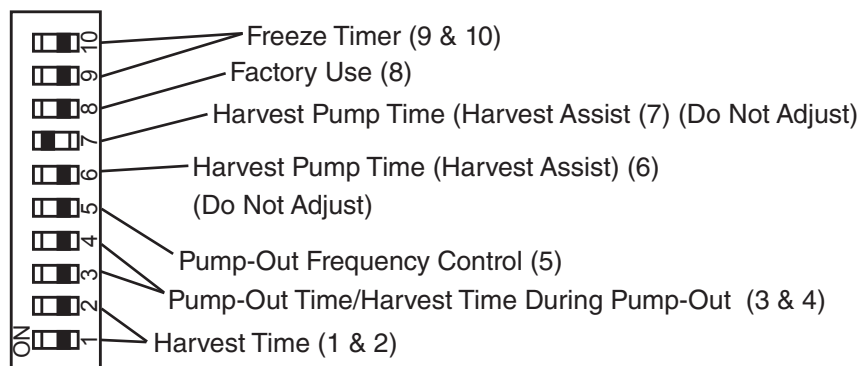 10
Freeze Timer (9 & 10)
9
Factory Use (8)
8
Harvest Pump Time (Harvest Assist (7) (Do Not Adjust)
7
Harvest Pump Time (Harvest Assist) (6)
6
(Do Not Adjust)
5
Pump-Out Frequency Control (5)
4
Pump-Out Time/Harvest Time During Pump-Out (3 & 4)
3
2
Harvest Time (1 & 2)
1
ON